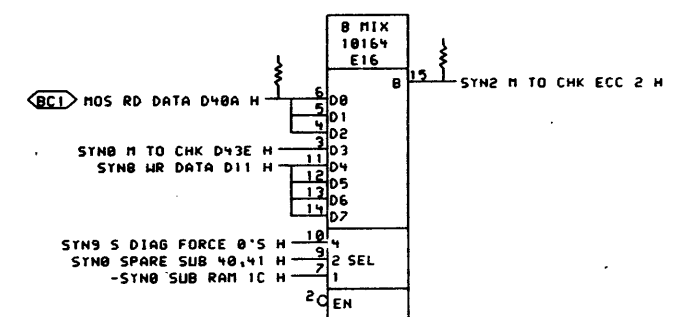 8 MIX
10164
E16
15
B
SYN2 M TO CHK ECC 2 H
BC1 MOS RD DATA D40A H
6 D0
5 D1
4 D2
SYN0 M TO CHK D43E H 3 D3
SYN8 WR DATA D11 H 11 D4
12 D5
13 D6
14 D7
SYN9 S DIAG FORCE 0'S H 10 4
SYN0 SPARE SUB 40,41 H 9 2 SEL
-SYN0 SUB RAM 1C H 7 1
2 EN